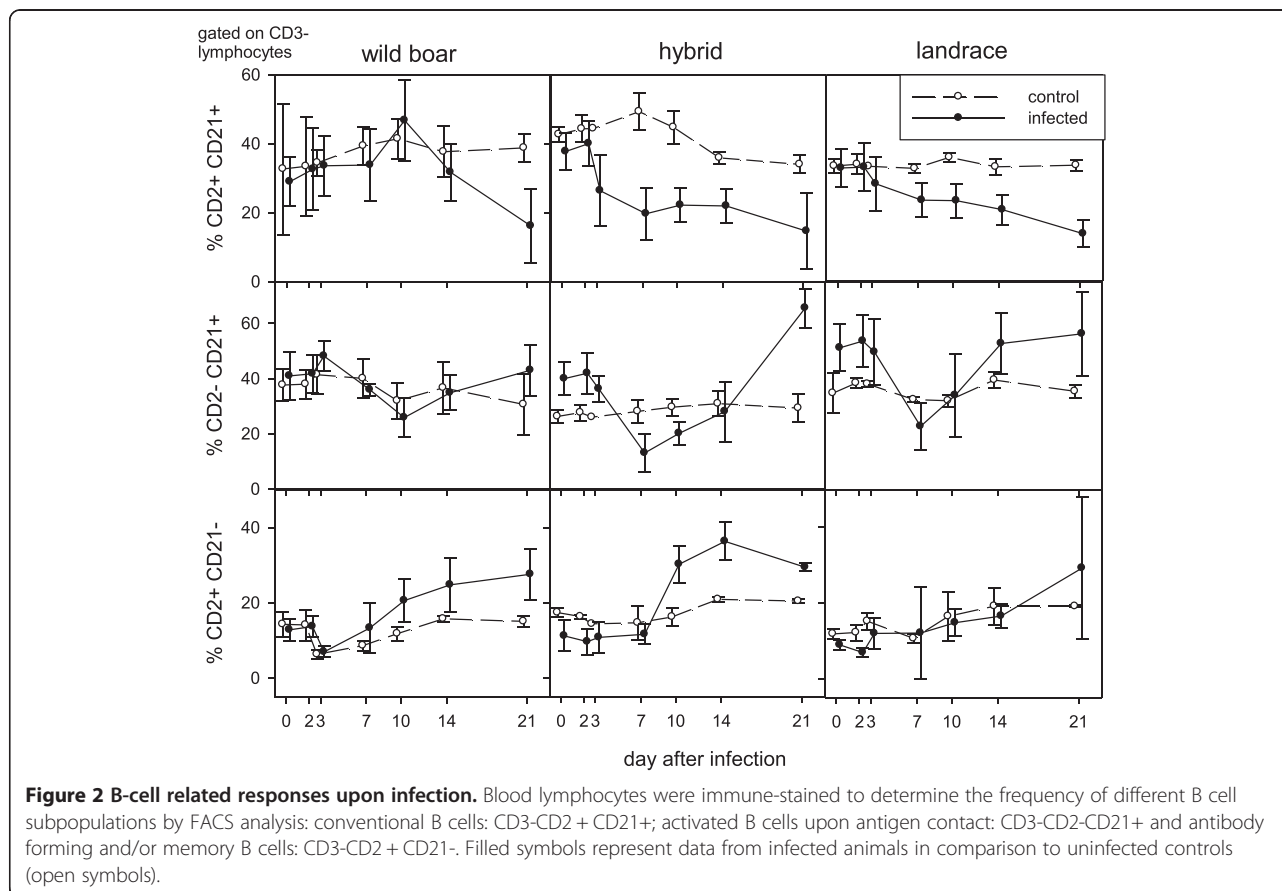 gated on CD3-
lymphocytes
wild boar
hybrid
landrace
control
infected
% CD2+ CD21+
60
40
20
0
% CD2- CD21+
60
40
20
0
% CD2+ CD21-
40
20
0
0 2 3 7 10 14 21
0 2 3 7 10 14 21
0 2 3 7 10 14 21
day after infection
Figure 2 B-cell related responses upon infection. Blood lymphocytes were immune-stained to determine the frequency of different B cell
subpopulations by FACS analysis: conventional B cells: CD3-CD2 + CD21+; activated B cells upon antigen contact: CD3-CD2-CD21+ and antibody
forming and/or memory B cells: CD3-CD2 + CD21-. Filled symbols represent data from infected animals in comparison to uninfected controls
(open symbols).